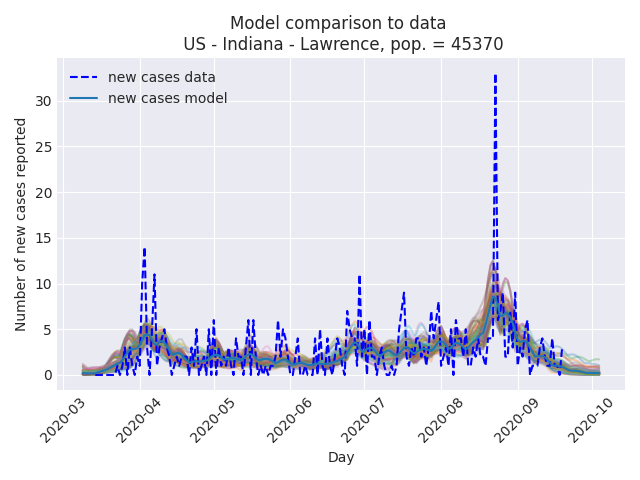 Model comparison to data
US - Indiana - Lawrence, pop. = 45370
new cases data
new cases model
Number of new cases reported
30
25
20
15
10
5
0
2020-03
2020-04
2020-05
2020-06
2020-07
2020-08
2020-09
2020-10
Day